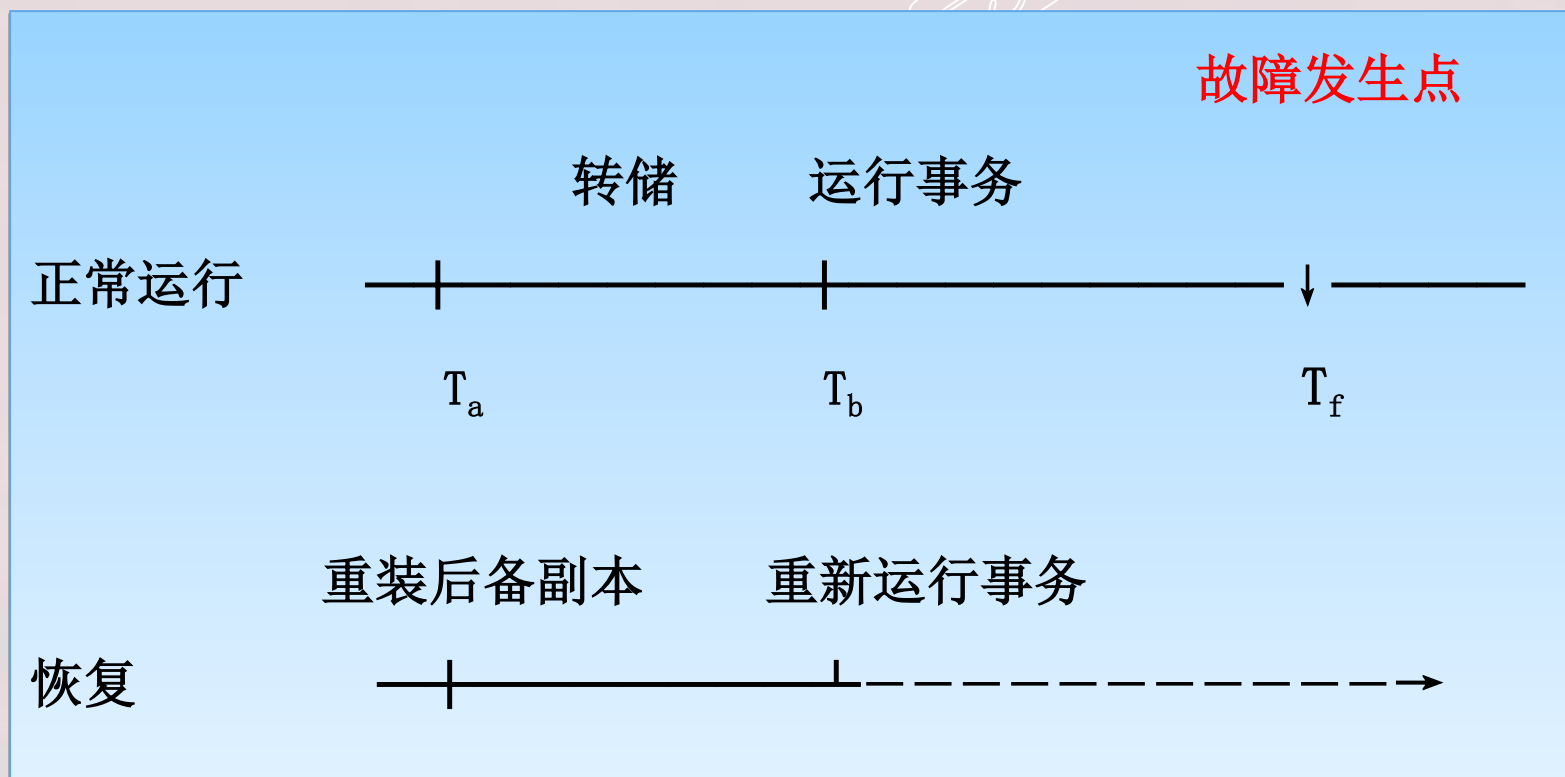 故障发生点
转储 运行事务
正常运行
Ta Tb Tf
重装后备副本 重新运行事务
恢复